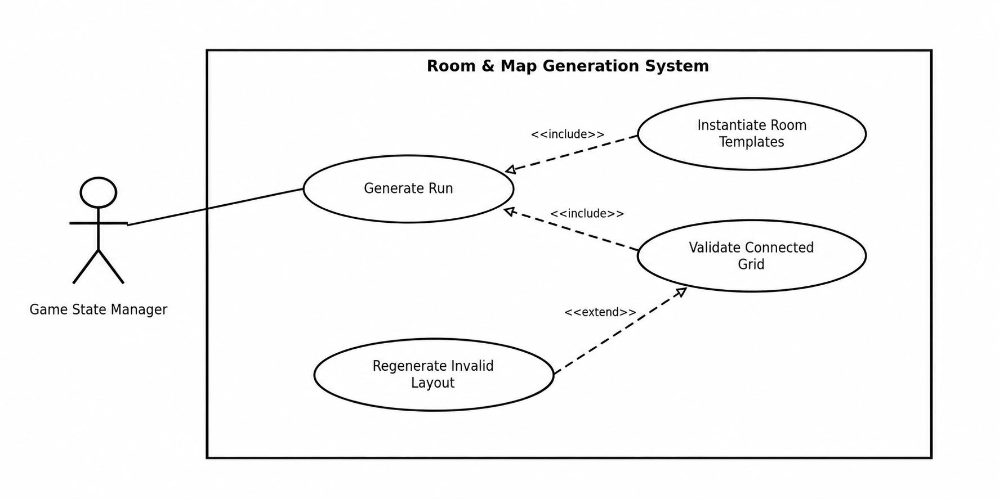 Room & Map Generation System
Instantiate Room
Templates
<<include>>
Generate Run
<<include>>
Validate Connected
Grid
Game State Manager
<<extend>>
Regenerate Invalid
Layout